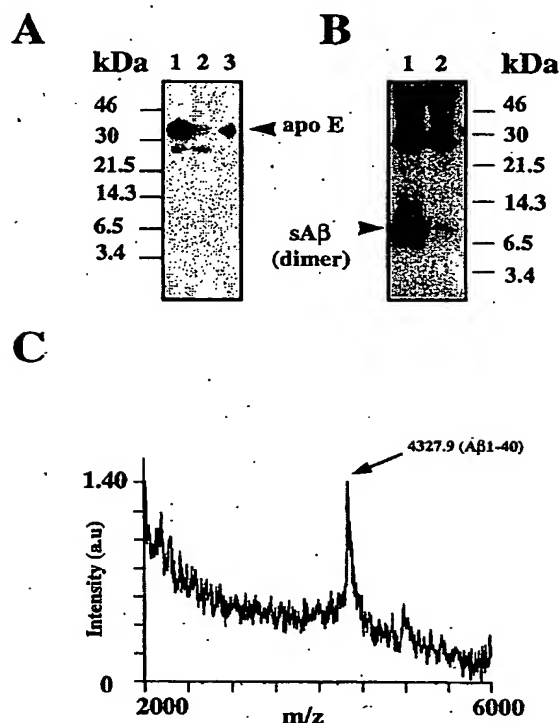 A
B
kDa 1 2 3
1 2 kDa
46
30
21.5
14.3
6.5
3.4
apo E
sAβ
(dimer)
46
30
21.5
14.3
6.5
3.4
C
4327.9 (Aβ1-40)
1.40
Intensity (a.u)
0
2000
6000
m/z